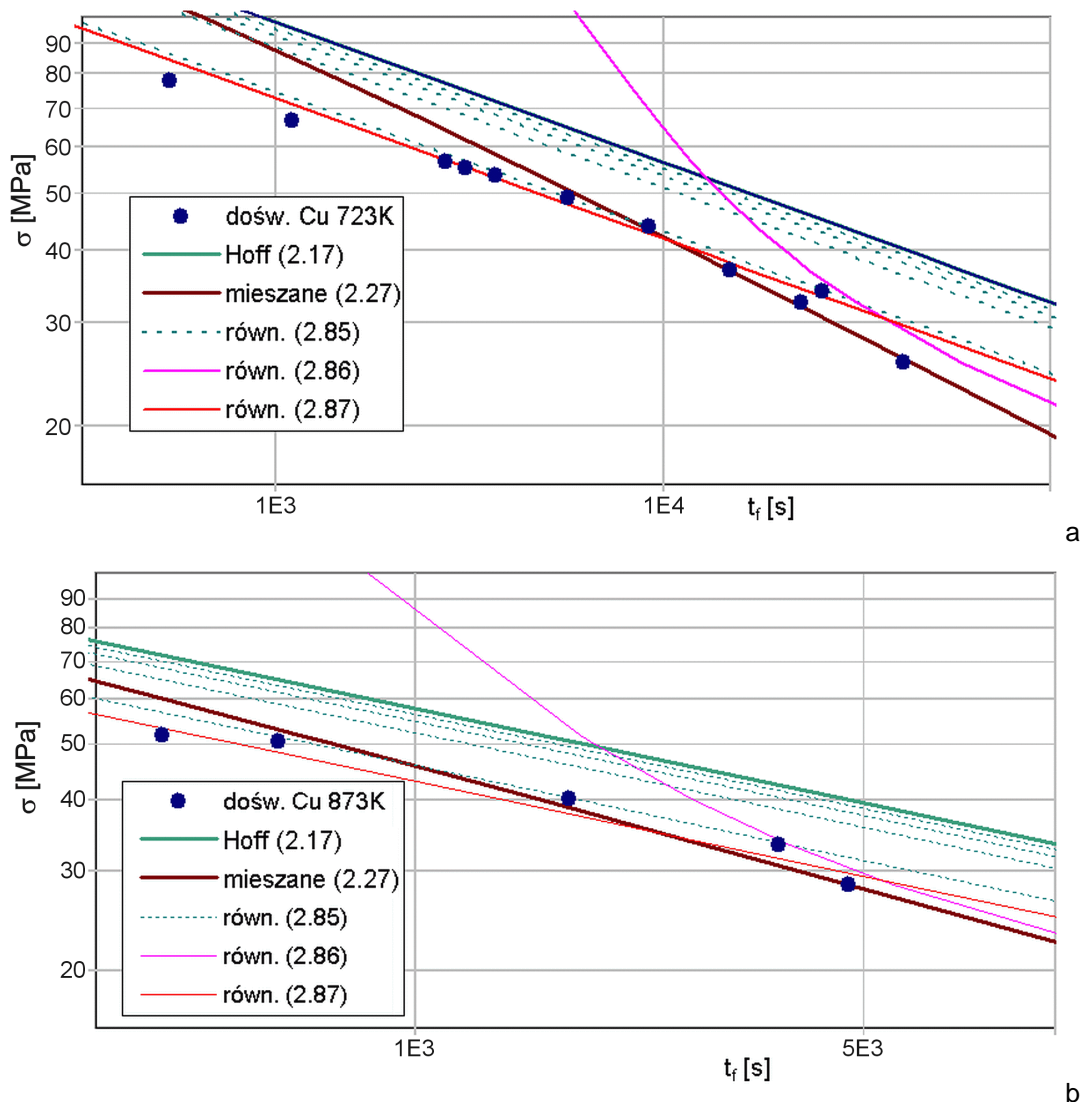 90
80
70
60
50
40
30
20
σ [MPa]
dośw. Cu 723K
Hoff (2.17)
mieszane (2.27)
równ. (2.85)
równ. (2.86)
równ. (2.87)
1E3
1E4
tf [s]
a
90
80
70
60
50
40
30
20
σ [MPa]
dośw. Cu 873K
Hoff (2.17)
mieszane (2.27)
równ. (2.85)
równ. (2.86)
równ. (2.87)
1E3
5E3
tf [s]
b